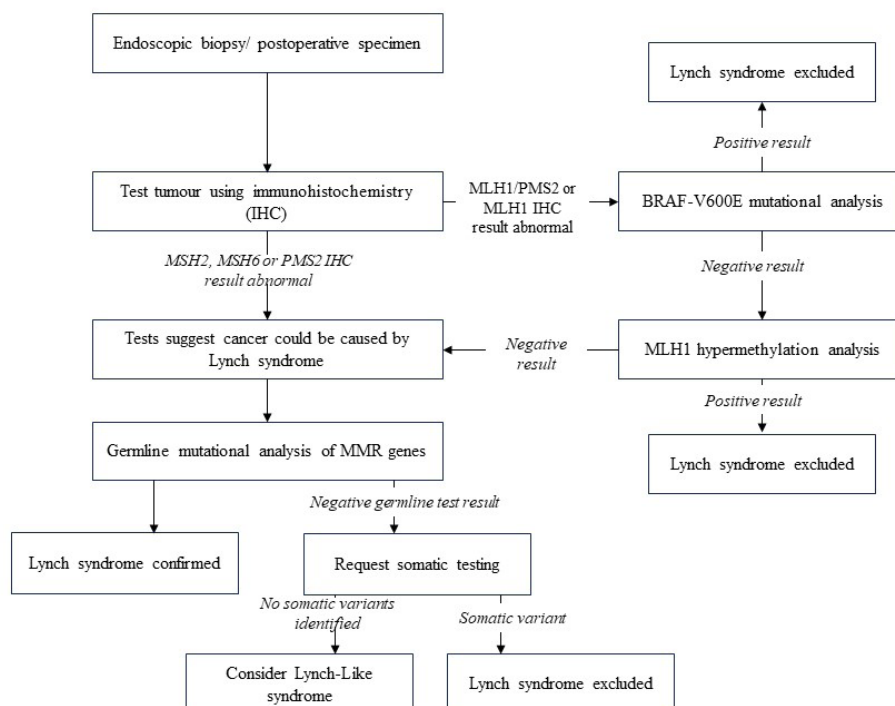 Endoscopic biopsy/ postoperative specimen
Lynch syndrome excluded
Positive result
Test tumour using immunohistochemistry
(IHC)
MLH1/PMS2 or
MLH1 IHC
result abnormal
BRAF-V600E mutational analysis
MSH2, MSH6 or PMS2 IHC
result abnormal
Negative result
Tests suggest cancer could be caused by
Lynch syndrome
Negative
result
MLH1 hypermethylation analysis
Positive result
Germline mutational analysis of MMR genes
Lynch syndrome excluded
Negative germline test result
Lynch syndrome confirmed
Request somatic testing
No somatic variants
identified
Somatic variant
Consider Lynch-Like
syndrome
Lynch syndrome excluded